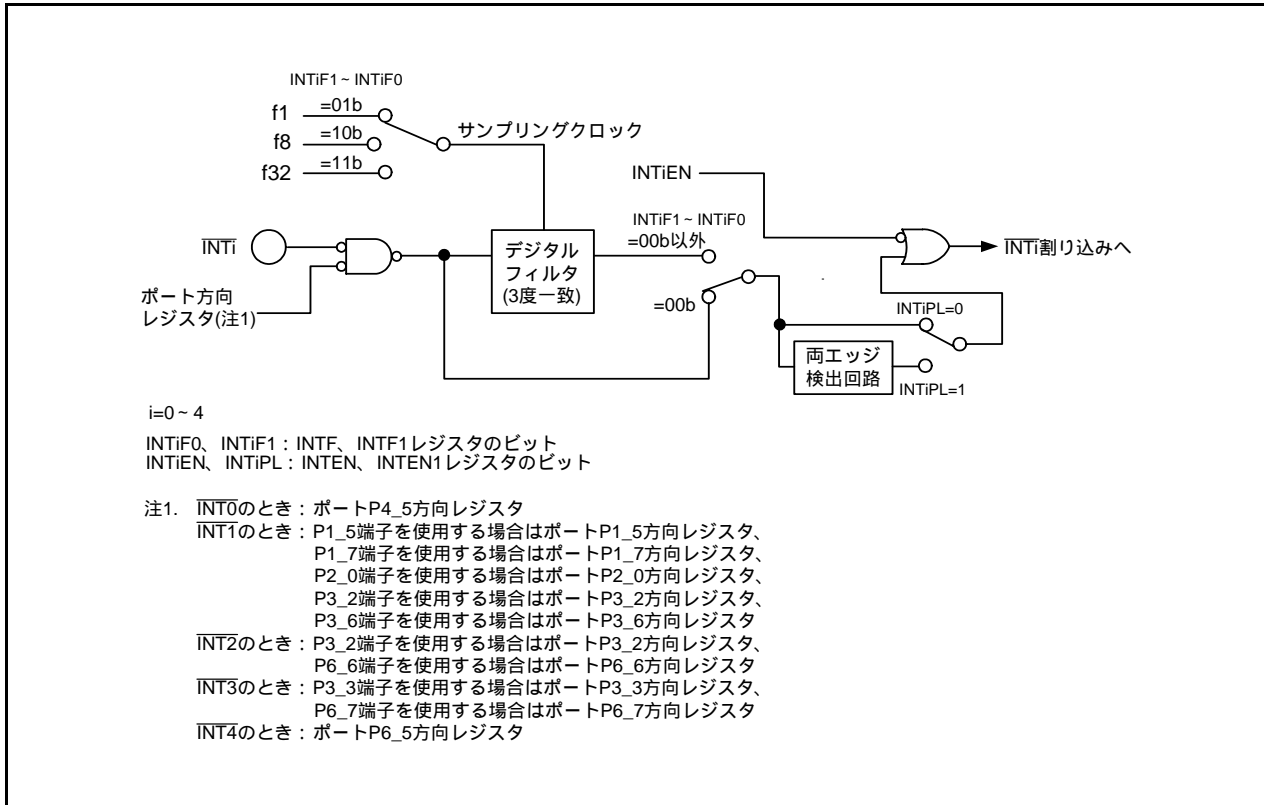 INTiF1～INTiF0
f1 =01b
f8 =10b
f32 =11b
サンプリングクロック
INTi
ポート方向
レジスタ(注1)
デジタル
フィルタ
(3度一致)
INTiEN
INTiF1～INTiF0
=00b以外
=00b
両エッジ
検出回路
INTiPL=0
INTiPL=1
INTi割り込みへ
i=0～4
INTiF0、INTiF1：INTF、INTF1レジスタのビット
INTiEN、INTiPL：INTEN、INTEN1レジスタのビット
注1. INT0のとき：ポートP4_5方向レジスタ
INT1のとき：P1_5端子を使用する場合はポートP1_5方向レジスタ、
P1_7端子を使用する場合はポートP1_7方向レジスタ、
P2_0端子を使用する場合はポートP2_0方向レジスタ、
P3_2端子を使用する場合はポートP3_2方向レジスタ、
P3_6端子を使用する場合はポートP3_6方向レジスタ
INT2のとき：P3_2端子を使用する場合はポートP3_2方向レジスタ、
P6_6端子を使用する場合はポートP6_6方向レジスタ
INT3のとき：P3_3端子を使用する場合はポートP3_3方向レジスタ、
P6_7端子を使用する場合はポートP6_7方向レジスタ
INT4のとき：ポートP6_5方向レジスタ